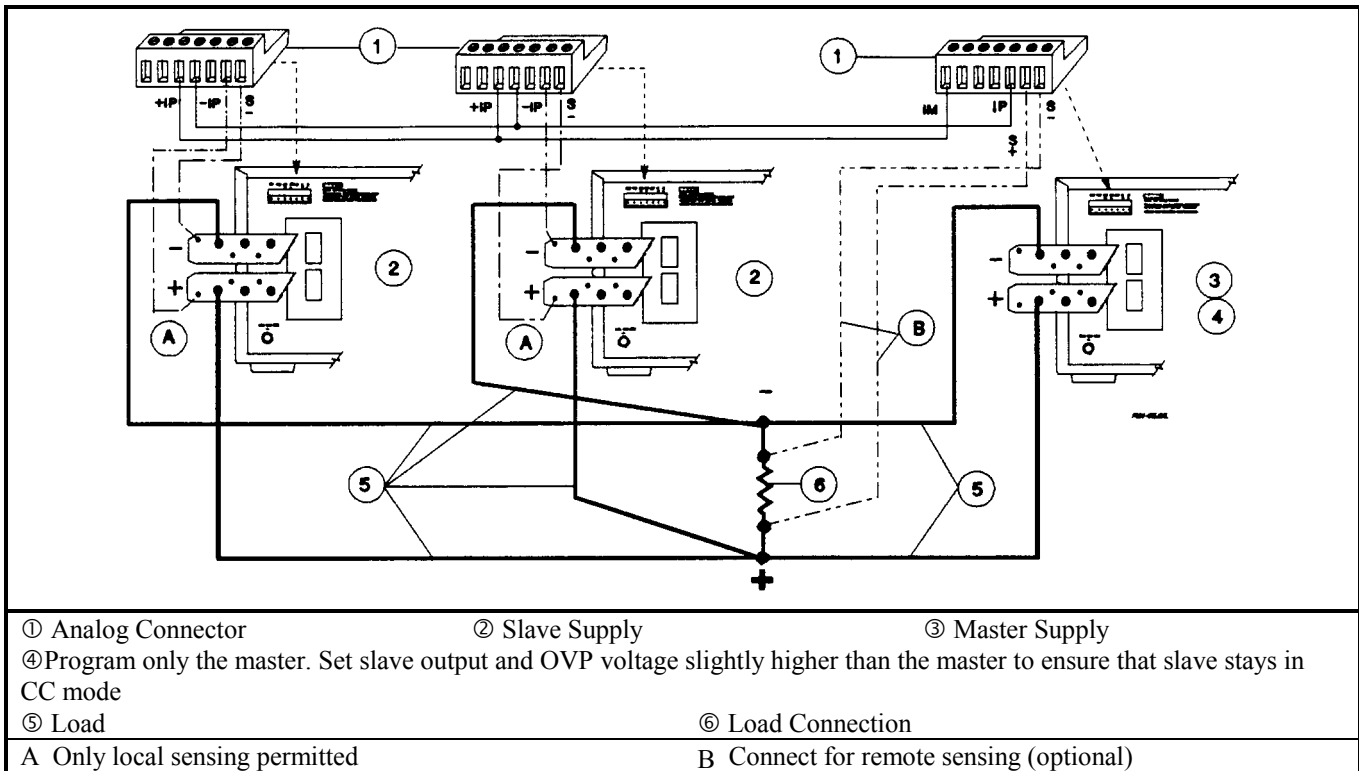 1
1
+IP
-IP
S
-
+IP
-IP
S
-
IM
IP
S
-
S
+
-
+
2
A
-
+
2
A
B
-
+
3
4
-
5
6
5
+
① Analog Connector ② Slave Supply ③ Master Supply
④Program only the master. Set slave output and OVP voltage slightly higher than the master to ensure that slave stays in
CC mode
⑤ Load ⑥ Load Connection
A Only local sensing permitted B Connect for remote sensing (optional)